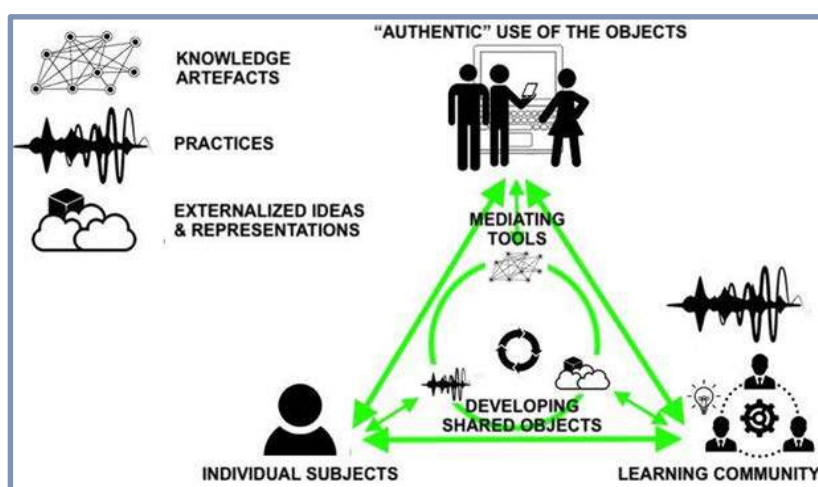 “AUTHENTIC” USE OF THE OBJECTS
KNOWLEDGE
ARTEFACTS
PRACTICES
EXTERNALIZED IDEAS
& REPRESENTATIONS
MEDIATING
TOOLS
DEVELOPING
SHARED OBJECTS
INDIVIDUAL SUBJECTS
LEARNING COMMUNITY